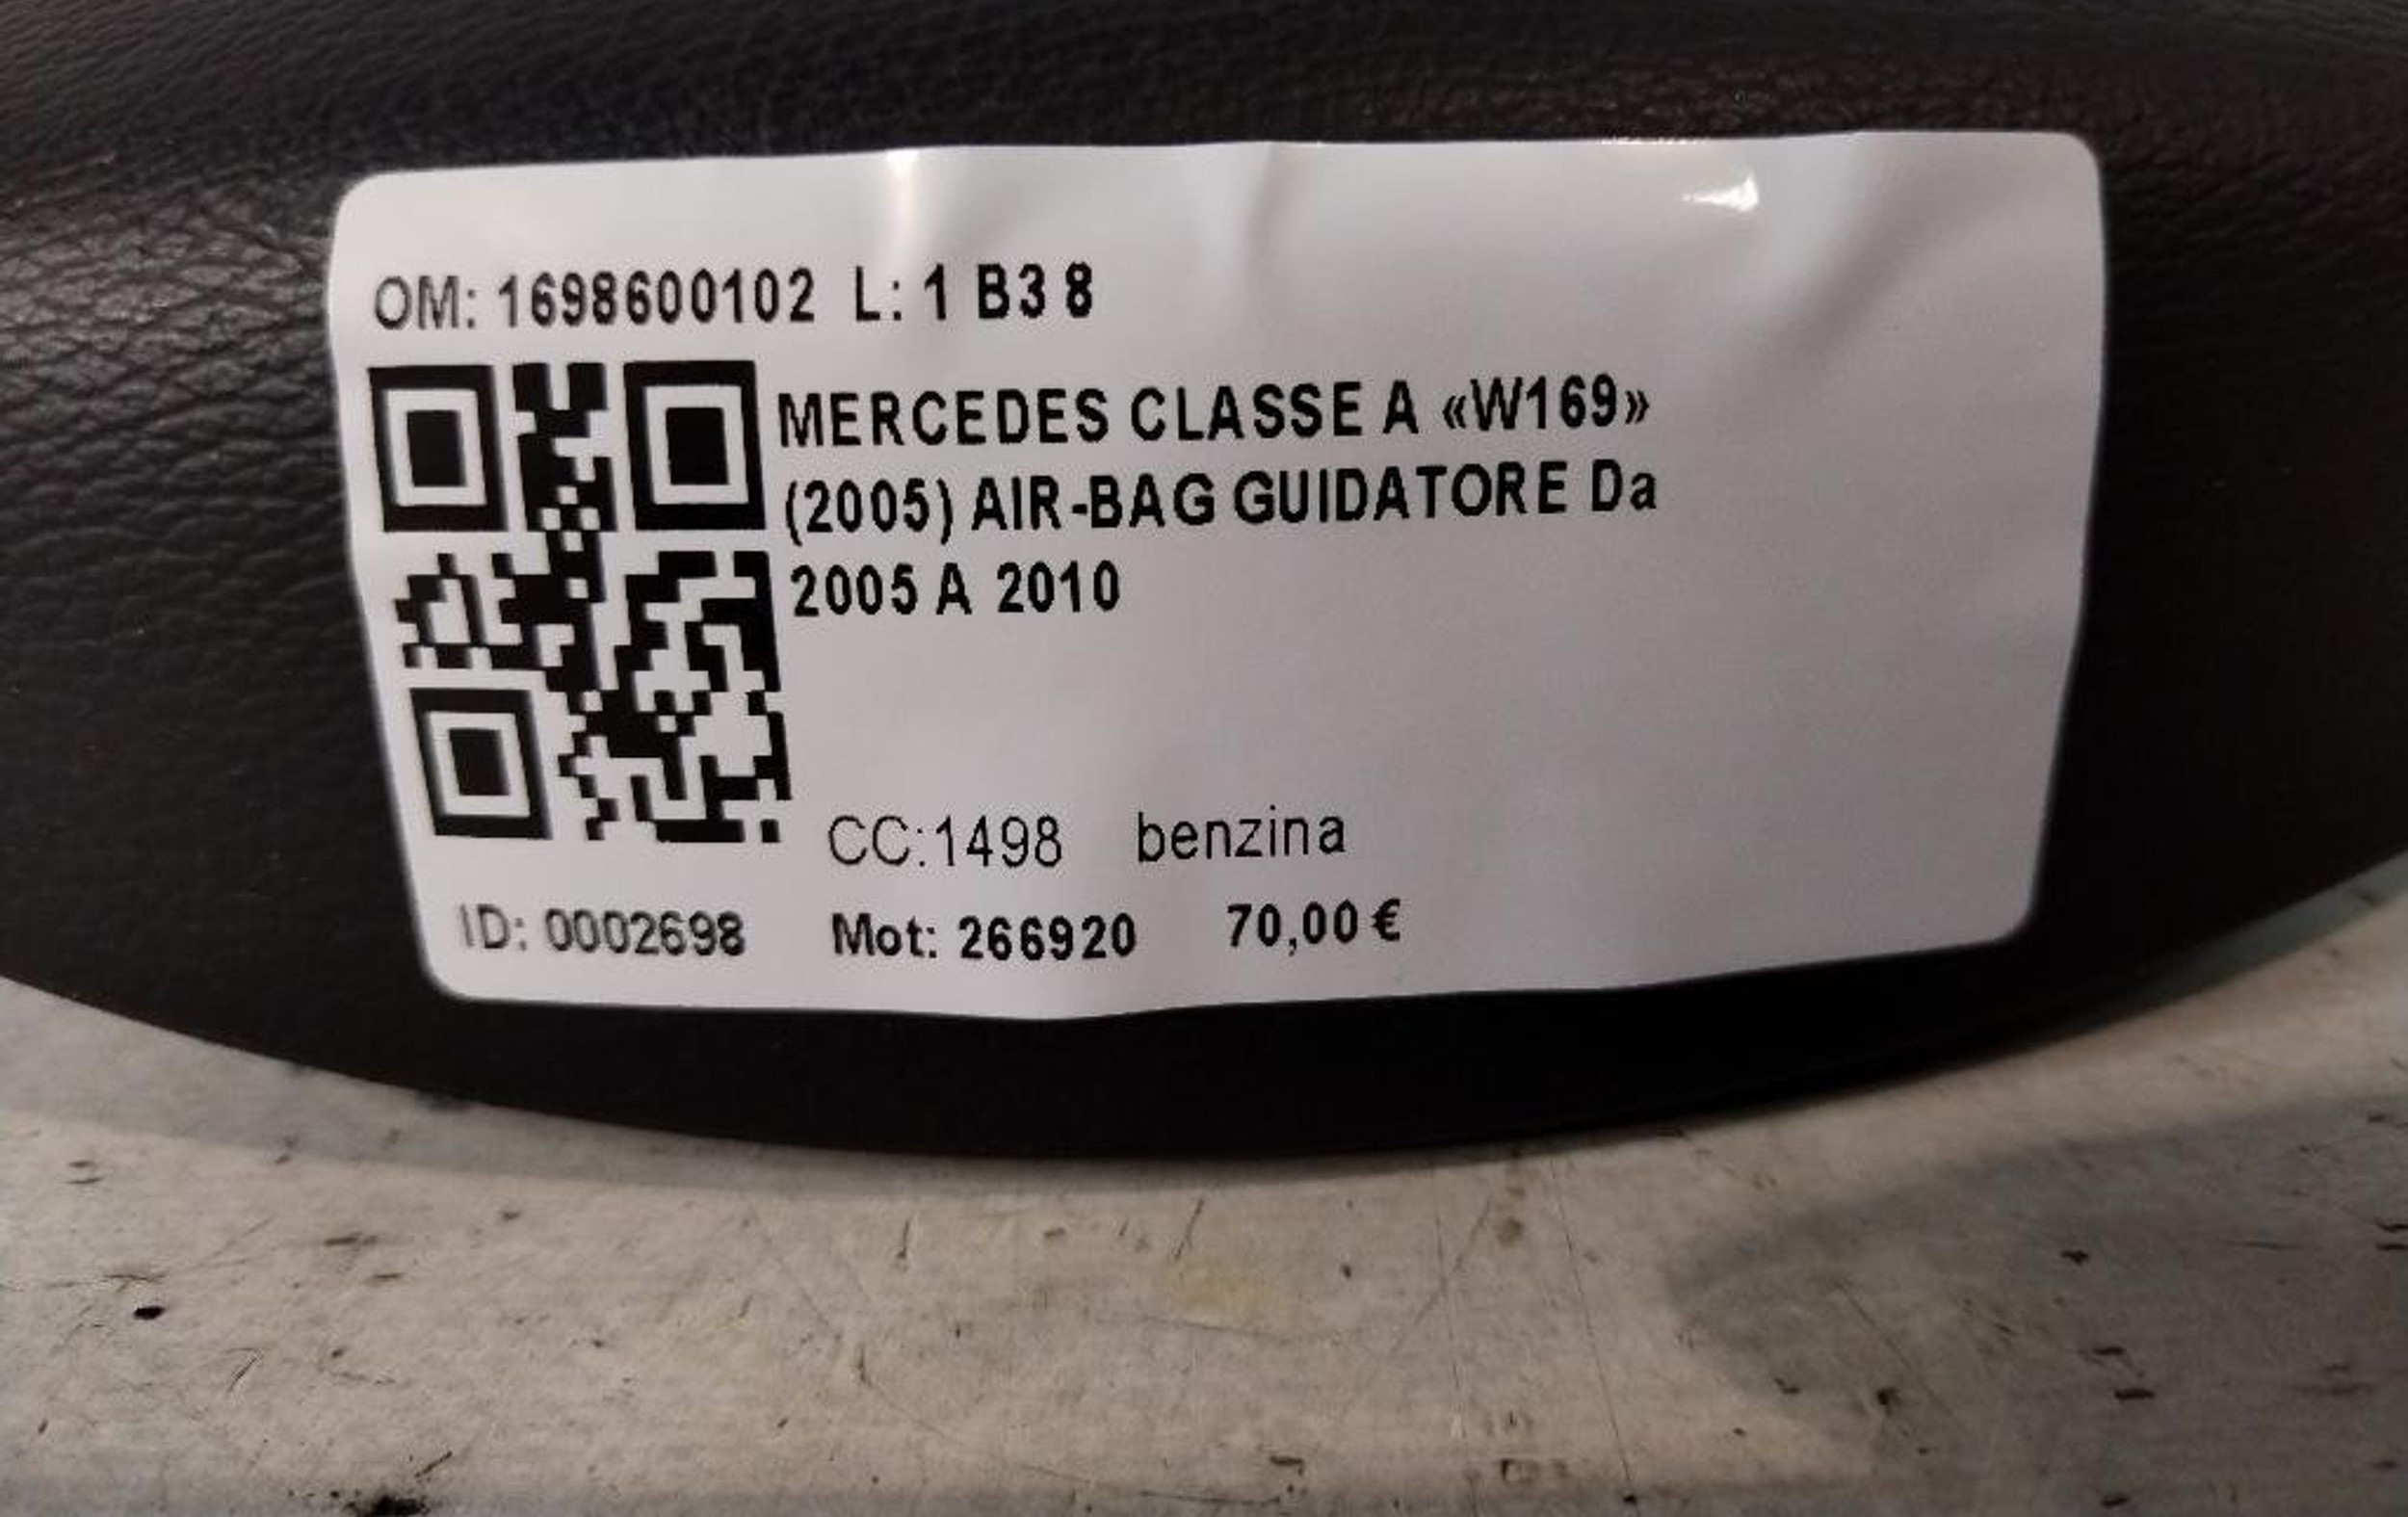 OM: 1698600102 L: 1 B3 8
MERCEDES CLASSE A «W169»
(2005) AIR-BAG GUIDATORE Da
2005 A 2010
CC:1498 benzina
ID: 0002698 Mot: 266920 70,00 €